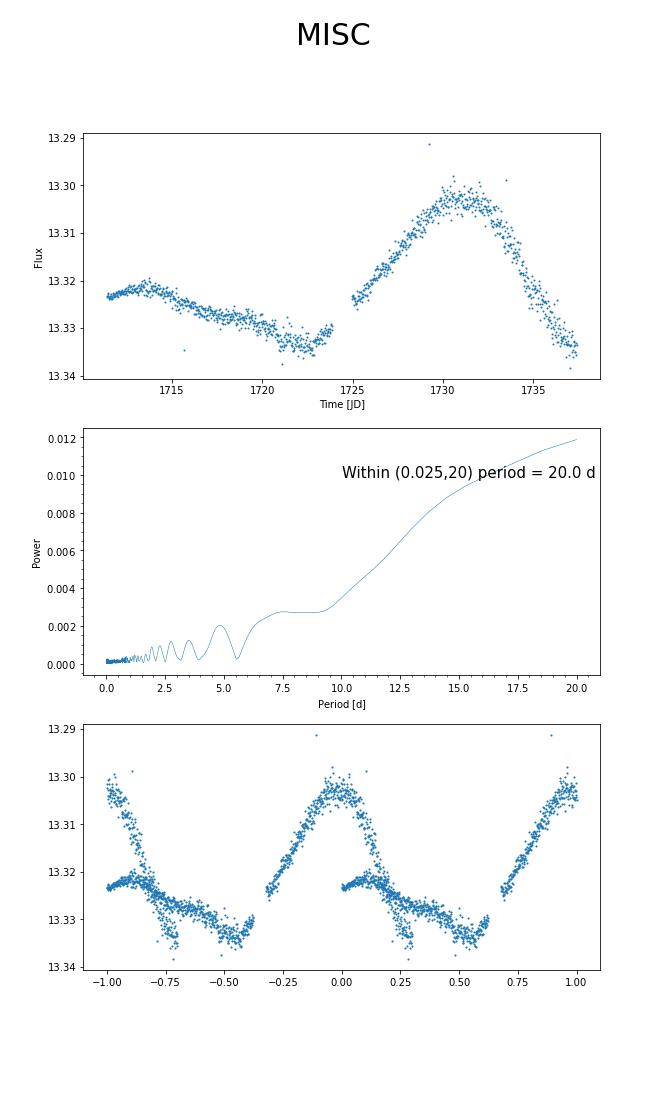 MISC
13.29
13.30
13.31
13.32
13.33
13.34
Flux
1715 1720 1725 1730 1735
Time [JD]
0.012
0.010
0.008
0.006
0.004
0.002
0.000
Power
Within (0.025,20) period = 20.0 d
0.0 2.5 5.0 7.5 10.0 12.5 15.0 17.5 20.0
Period [d]
13.29
13.30
13.31
13.32
13.33
13.34
−1.00 −0.75 −0.50 −0.25 0.00 0.25 0.50 0.75 1.00